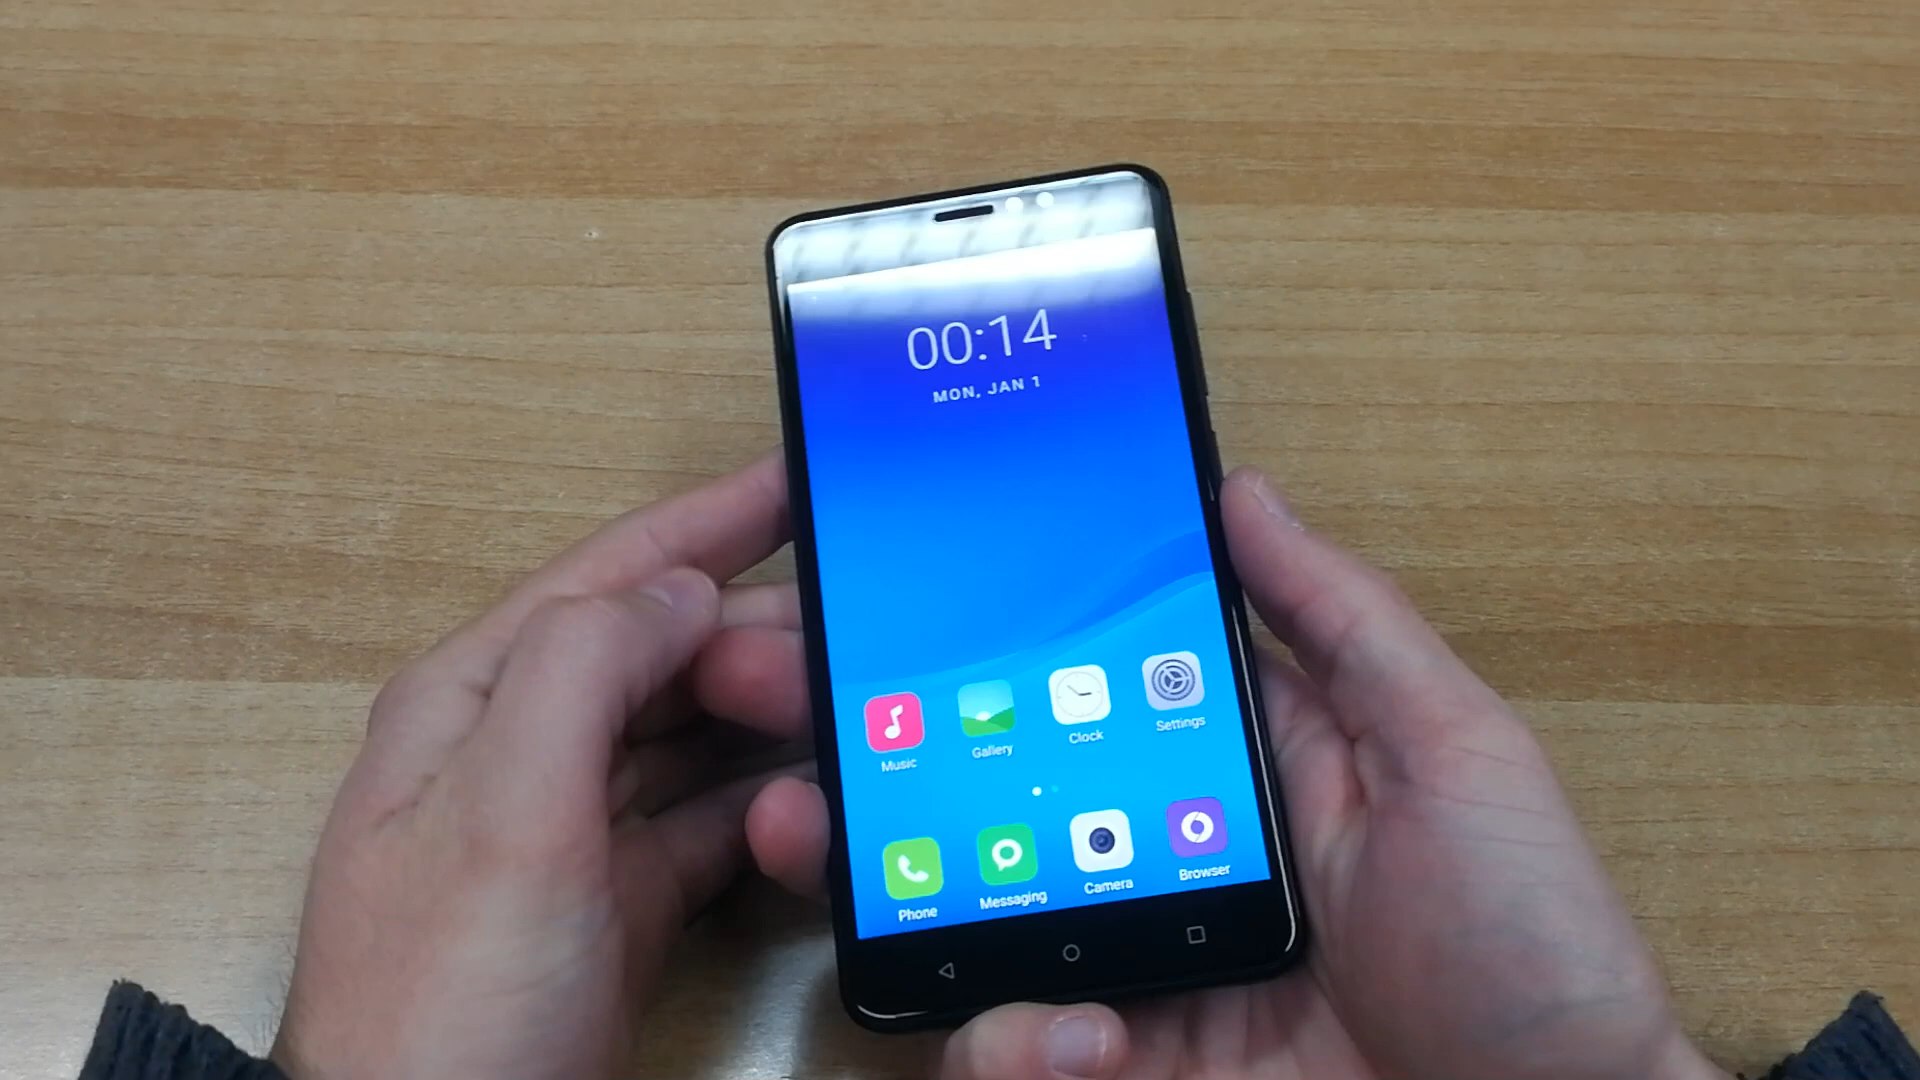 00:14
MON, JAN 1
Music
Gallery
Clock
Settings
Phone
Messaging
Camera
Browser